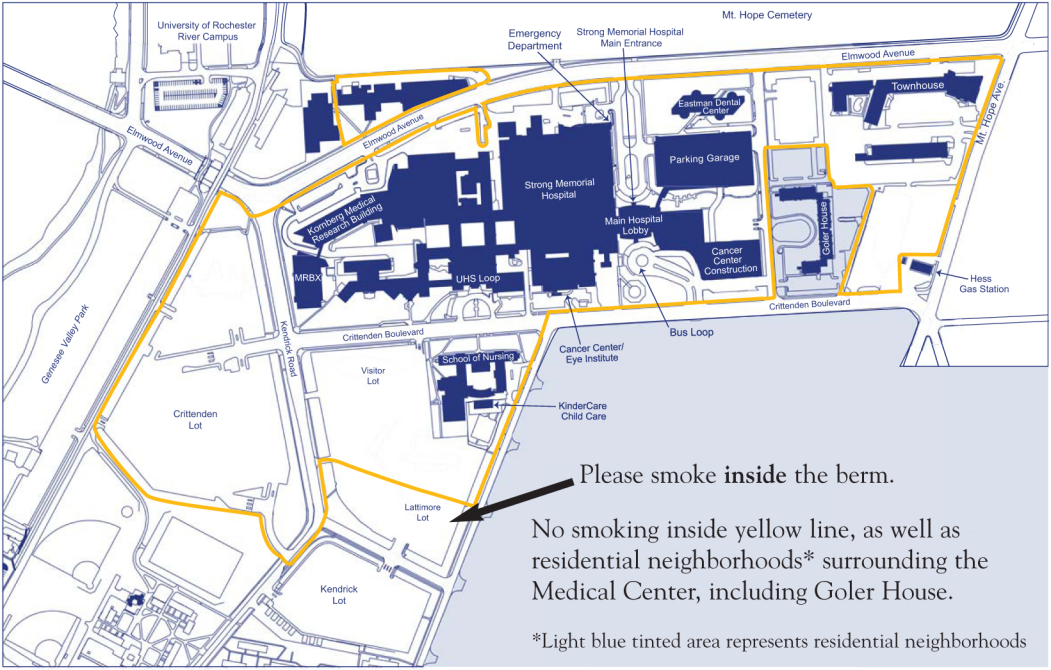 Mt. Hope Cemetery
University of Rochester
River Campus
Emergency
Department
Strong Memorial Hospital
Main Entrance
Elmwood Avenue
Townhouse
Mt. Hope Ave.
Eastman Dental
Center
Elmwood Avenue
Elmwood Avenue
Parking Garage
Strong Memorial
Hospital
Kornberg Medical
Research Building
Main Hospital
Lobby
Goler House
Cancer
Center
Construction
MRBX
UHS Loop
Hess
Gas Station
Crittenden Boulevard
Genesee Valley Park
Kendrick Road
Crittenden Boulevard
Bus Loop
Cancer Center/
Eye Institute
School of Nursing
Visitor
Lot
KinderCare
Child Care
Crittenden
Lot
Please smoke inside the berm.
Lattimore
Lot
No smoking inside yellow line, as well as
residential neighborhoods* surrounding the
Medical Center, including Goler House.
Kendrick
Lot
*Light blue tinted area represents residential neighborhoods